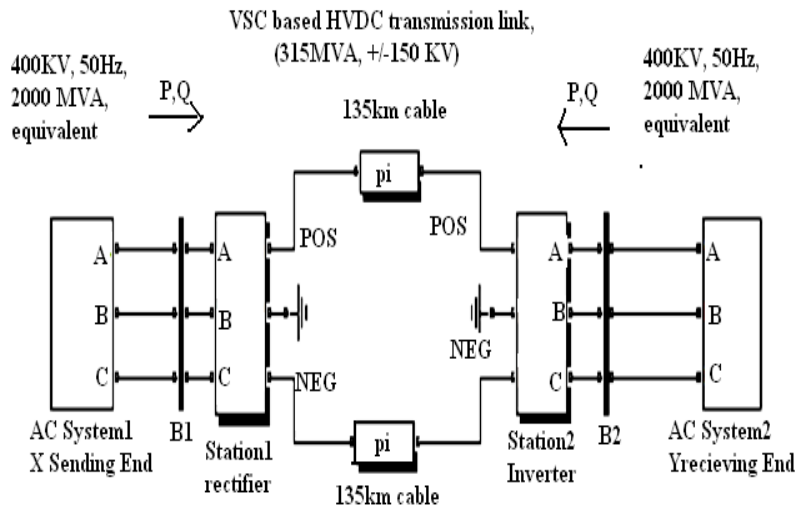 VSC based HVDC transmission link,
(315MVA, +/-150 KV)
400KV, 50Hz,
2000 MVA,
equivalent
P,Q
135km cable
P,Q
400KV, 50Hz,
2000 MVA,
equivalent
pi
POS
POS
A
A
A
A
B
B
B
B
NEG
C
C
NEG
C
C
AC System1
X Sending End
B1
Station1
rectifier
pi
135km cable
Station2
Inverter
B2
AC System2
Yrecieving End